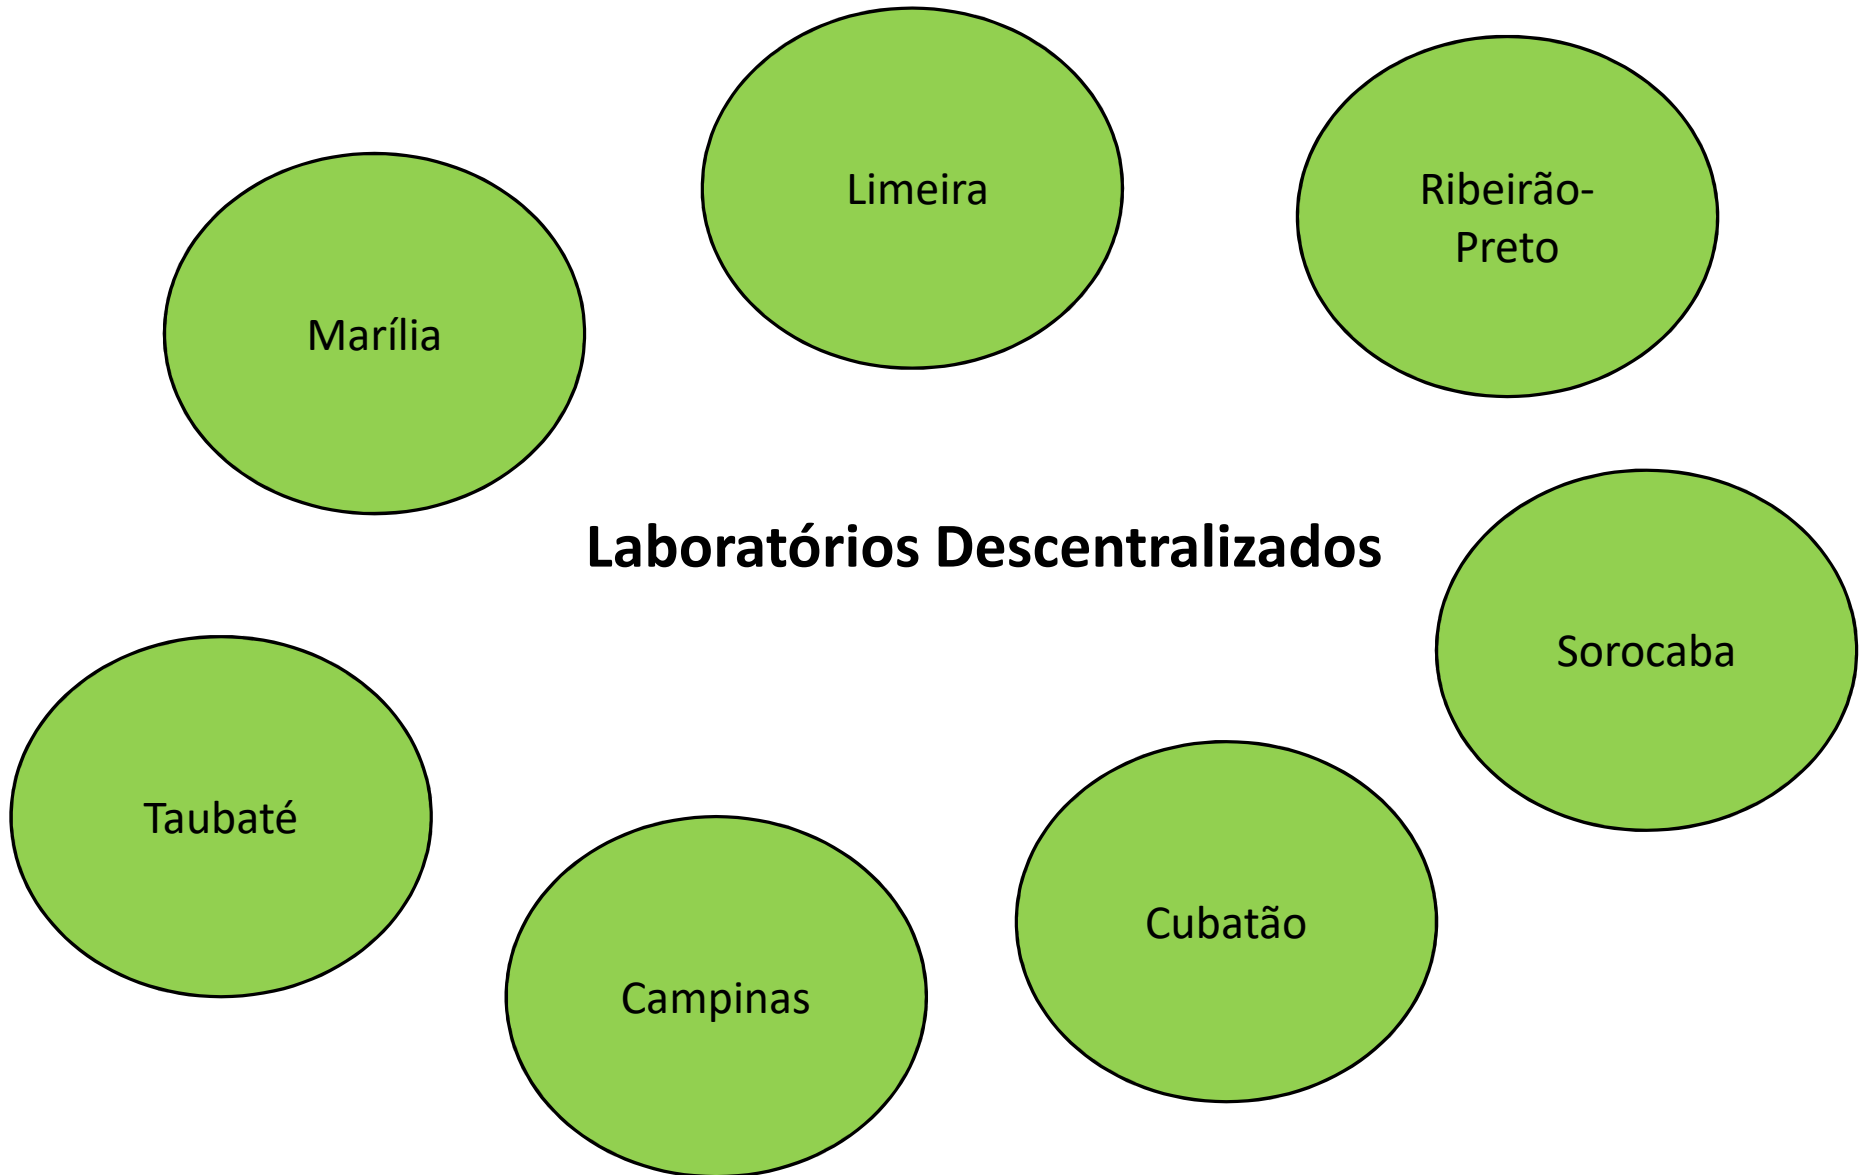 Limeira
Ribeirão-
Preto
Marília
Laboratórios Descentralizados
Sorocaba
Taubaté
Cubatão
Campinas